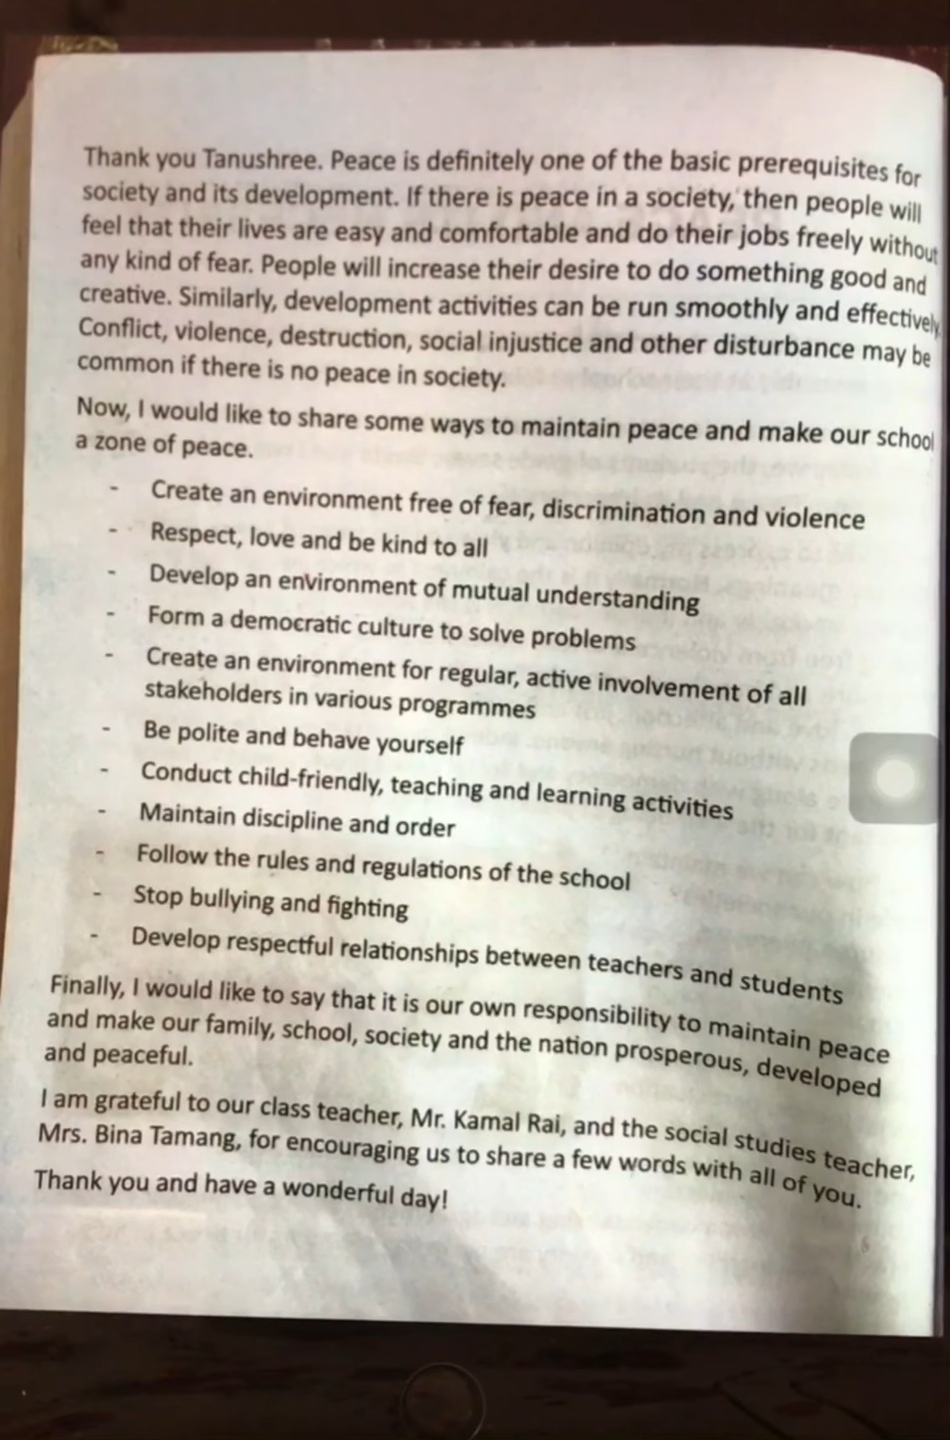 Thank you Tanushree. Peace is definitely one of the basic prerequisites for
society and its development. If there is peace in a society, then people will
feel that their lives are easy and comfortable and do their jobs freely without
any kind of fear. People will increase their desire to do something good and
creative. Similarly, development activities can be run smoothly and effectively.
Conflict, violence, destruction, social injustice and other disturbance may be
common if there is no peace in society.
Now, I would like to share some ways to maintain peace and make our school
a zone of peace.
- Create an environment free of fear, discrimination and violence
- Respect, love and be kind to all
- Develop an environment of mutual understanding
- Form a democratic culture to solve problems
- Create an environment for regular, active involvement of all
stakeholders in various programmes
- Be polite and behave yourself
- Conduct child-friendly, teaching and learning activities
- Maintain discipline and order
- Follow the rules and regulations of the school
- Stop bullying and fighting
- Develop respectful relationships between teachers and students
Finally, I would like to say that it is our own responsibility to maintain peace
and make our family, school, society and the nation prosperous, developed
and peaceful.
I am grateful to our class teacher, Mr. Kamal Rai, and the social studies teacher,
Mrs. Bina Tamang, for encouraging us to share a few words with all of you.
Thank you and have a wonderful day!